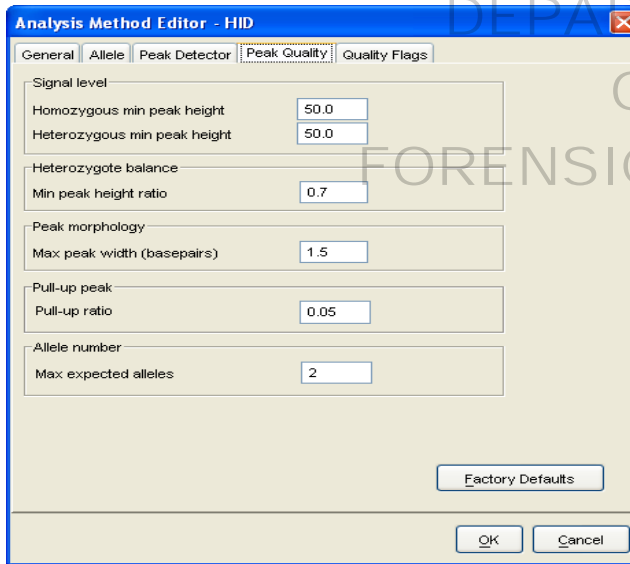 Analysis Method Editor - HID
General Allele Peak Detector Peak Quality Quality Flags
Signal level
Homozygous min peak height 50.0
Heterozygous min peak height 50.0
Heterozygote balance
Min peak height ratio 0.7
Peak morphology
Max peak width (basepairs) 1.5
Pull-up peak
Pull-up ratio 0.05
Allele number
Max expected alleles 2
Factory Defaults
OK Cancel